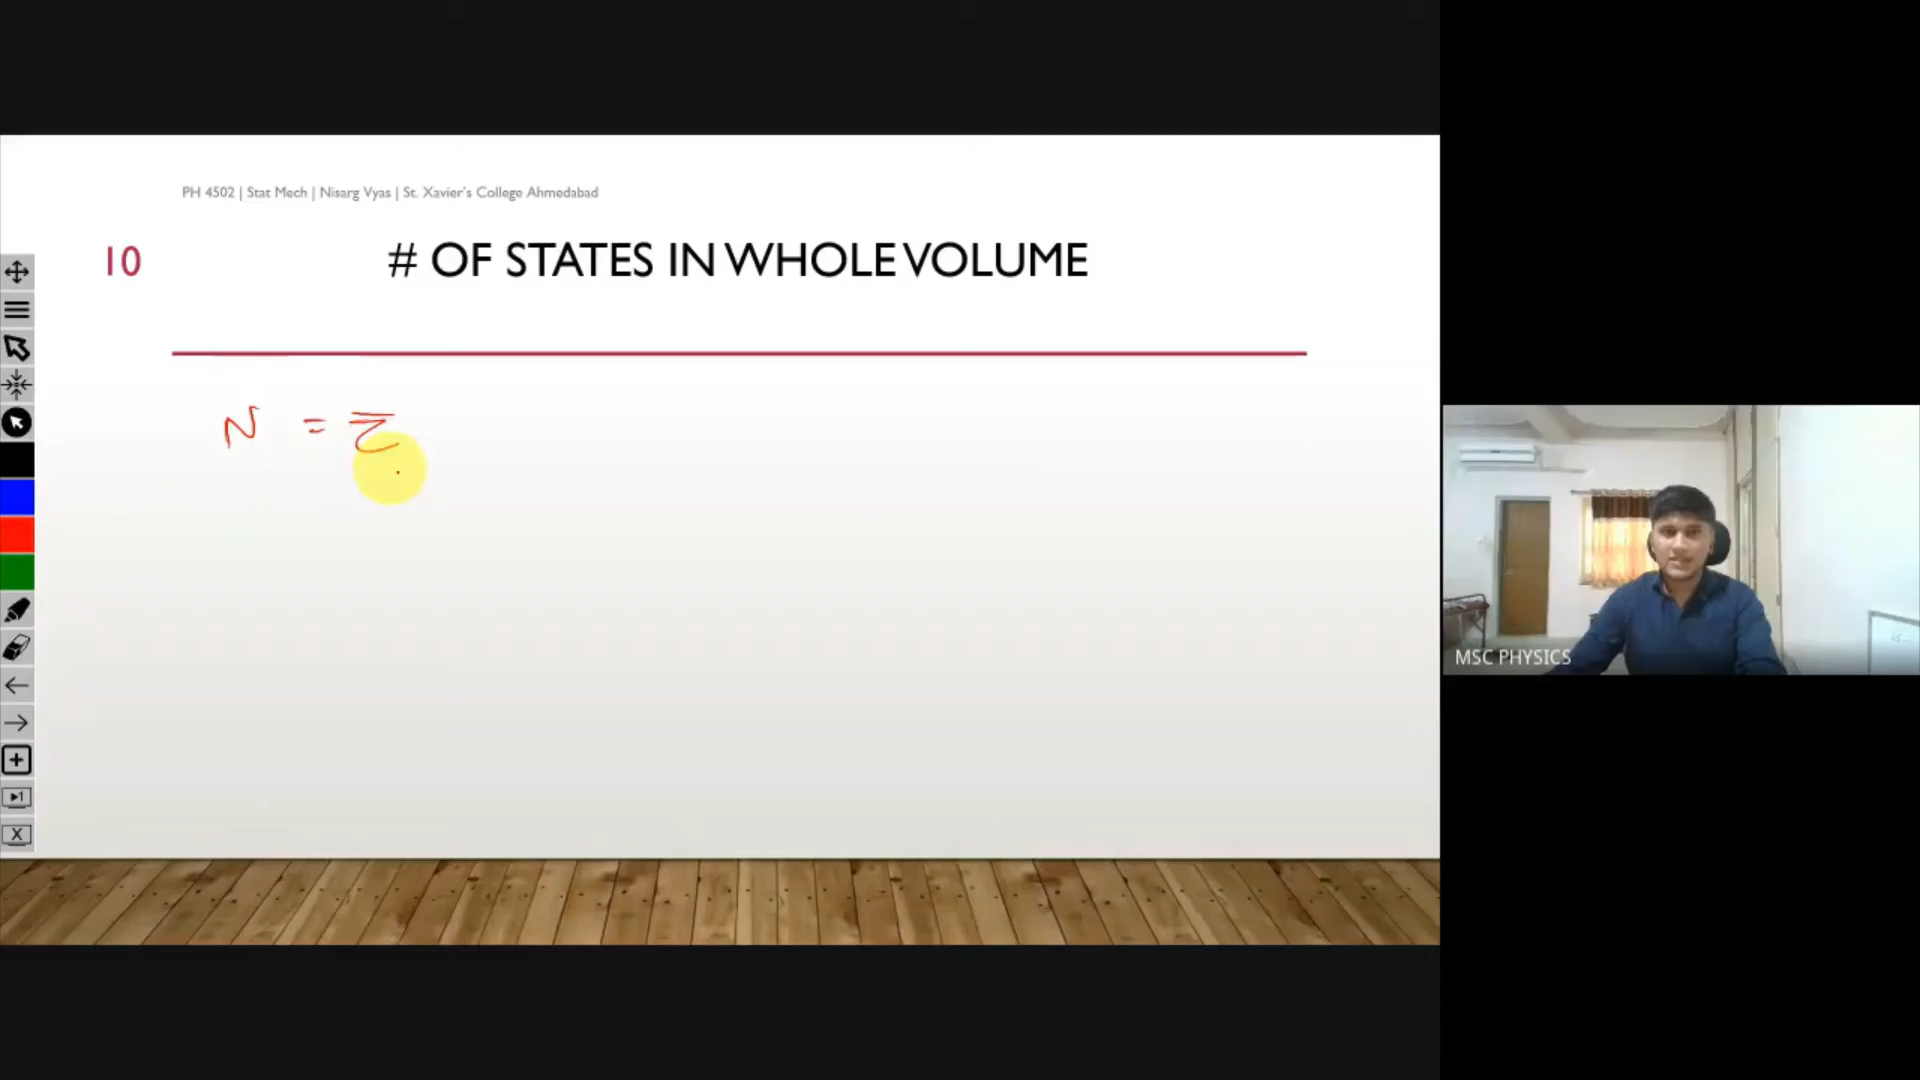 PH 4502 | Stat Mech | Nisarg Vyas | St. Xavier's College Ahmedabad
10
# OF STATES IN WHOLE VOLUME
N = Σ
MSC PHYSICS